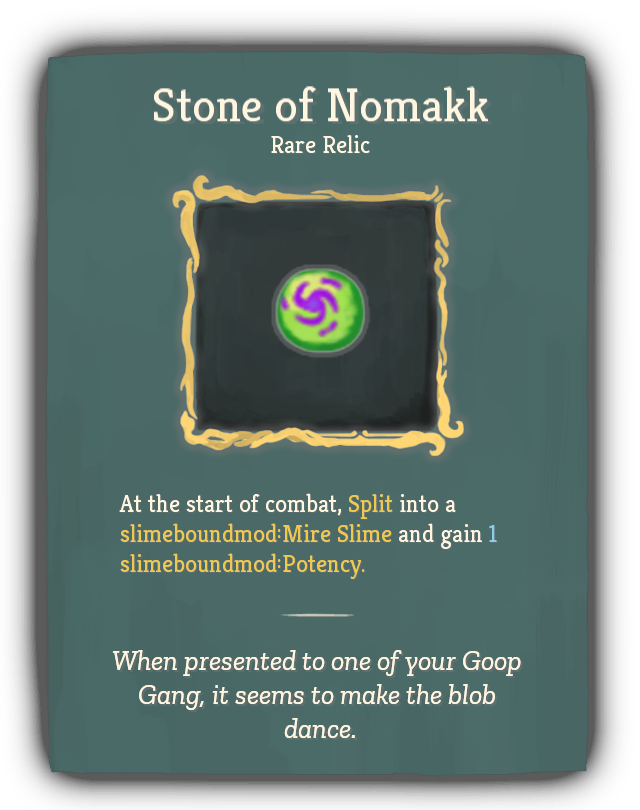 Stone of Nomakk
Rare Relic
At the start of combat, Split into a
slimeboundmod:Mire Slime and gain 1
slimeboundmod:Potency.
When presented to one of your Goop
Gang, it seems to make the blob
dance.